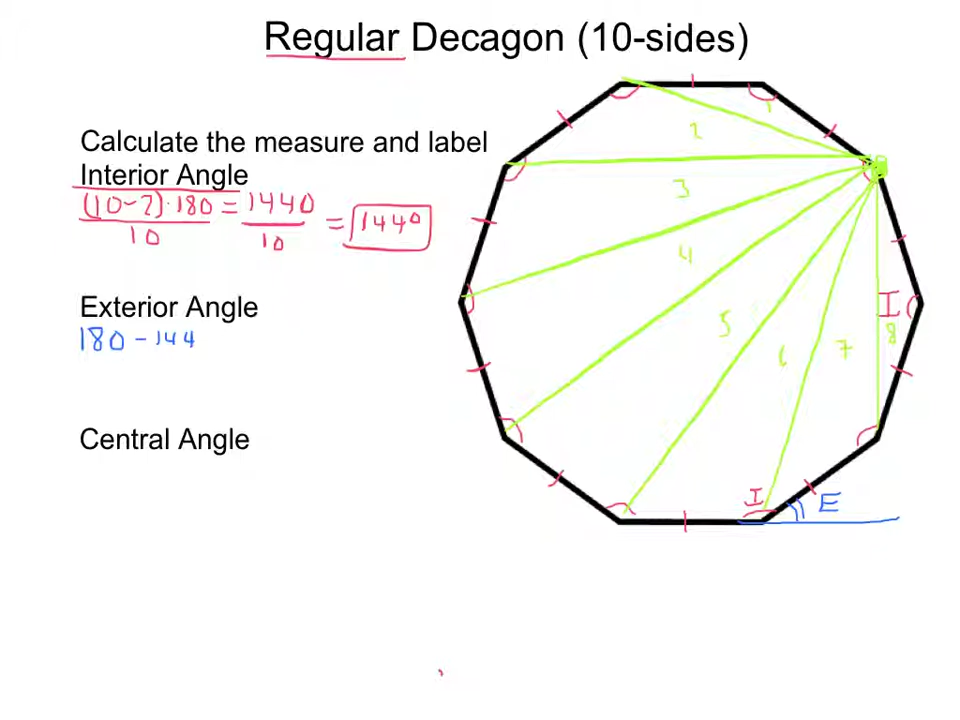 Regular Decagon (10-sides)
Calculate the measure and label
Interior Angle
(10-2)·180 = 1440 = 144°
10 10
Exterior Angle
180 - 144
Central Angle
1
2
3
4
5
6
7
8
I
I
E